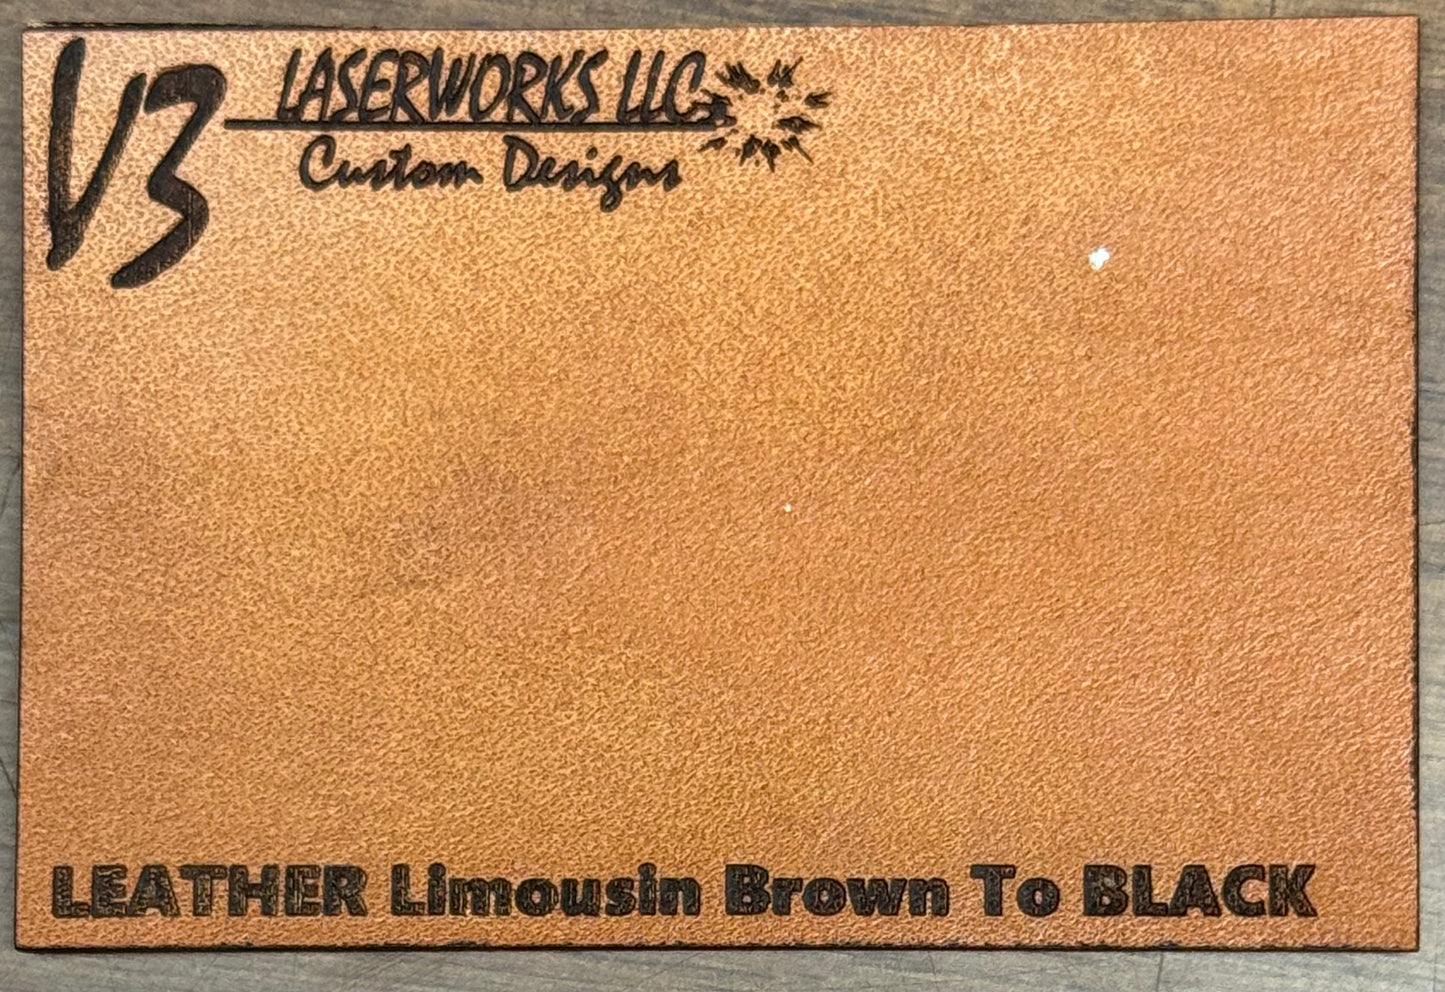 V3 LASERWORKS LLC
Custom Designs
LEATHER Limousin Brown To BLACK